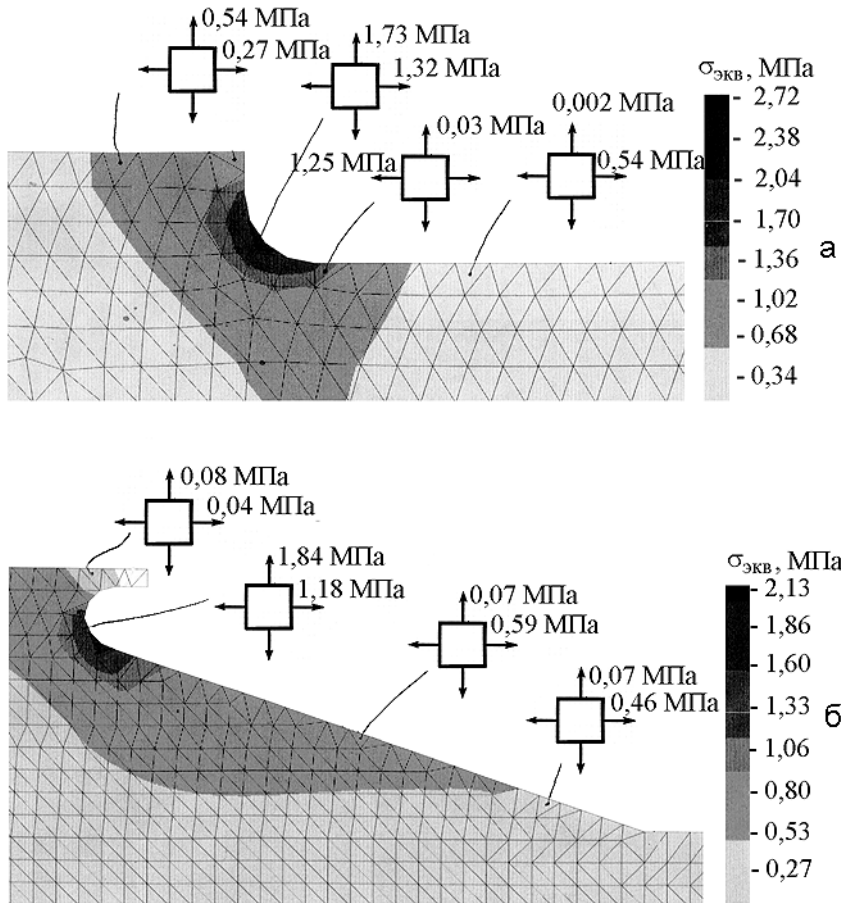 0,54 МПа
0,27 МПа
1,73 МПа
1,32 МПа
1,25 МПа
0,03 МПа
0,002 МПа
0,54 МПа
σэкв, МПа
2,72
2,38
2,04
1,70
1,36
1,02
0,68
0,34
а
0,08 МПа
0,04 МПа
1,84 МПа
1,18 МПа
0,07 МПа
0,59 МПа
0,07 МПа
0,46 МПа
σэкв, МПа
2,13
1,86
1,60
1,33
1,06
0,80
0,53
0,27
б